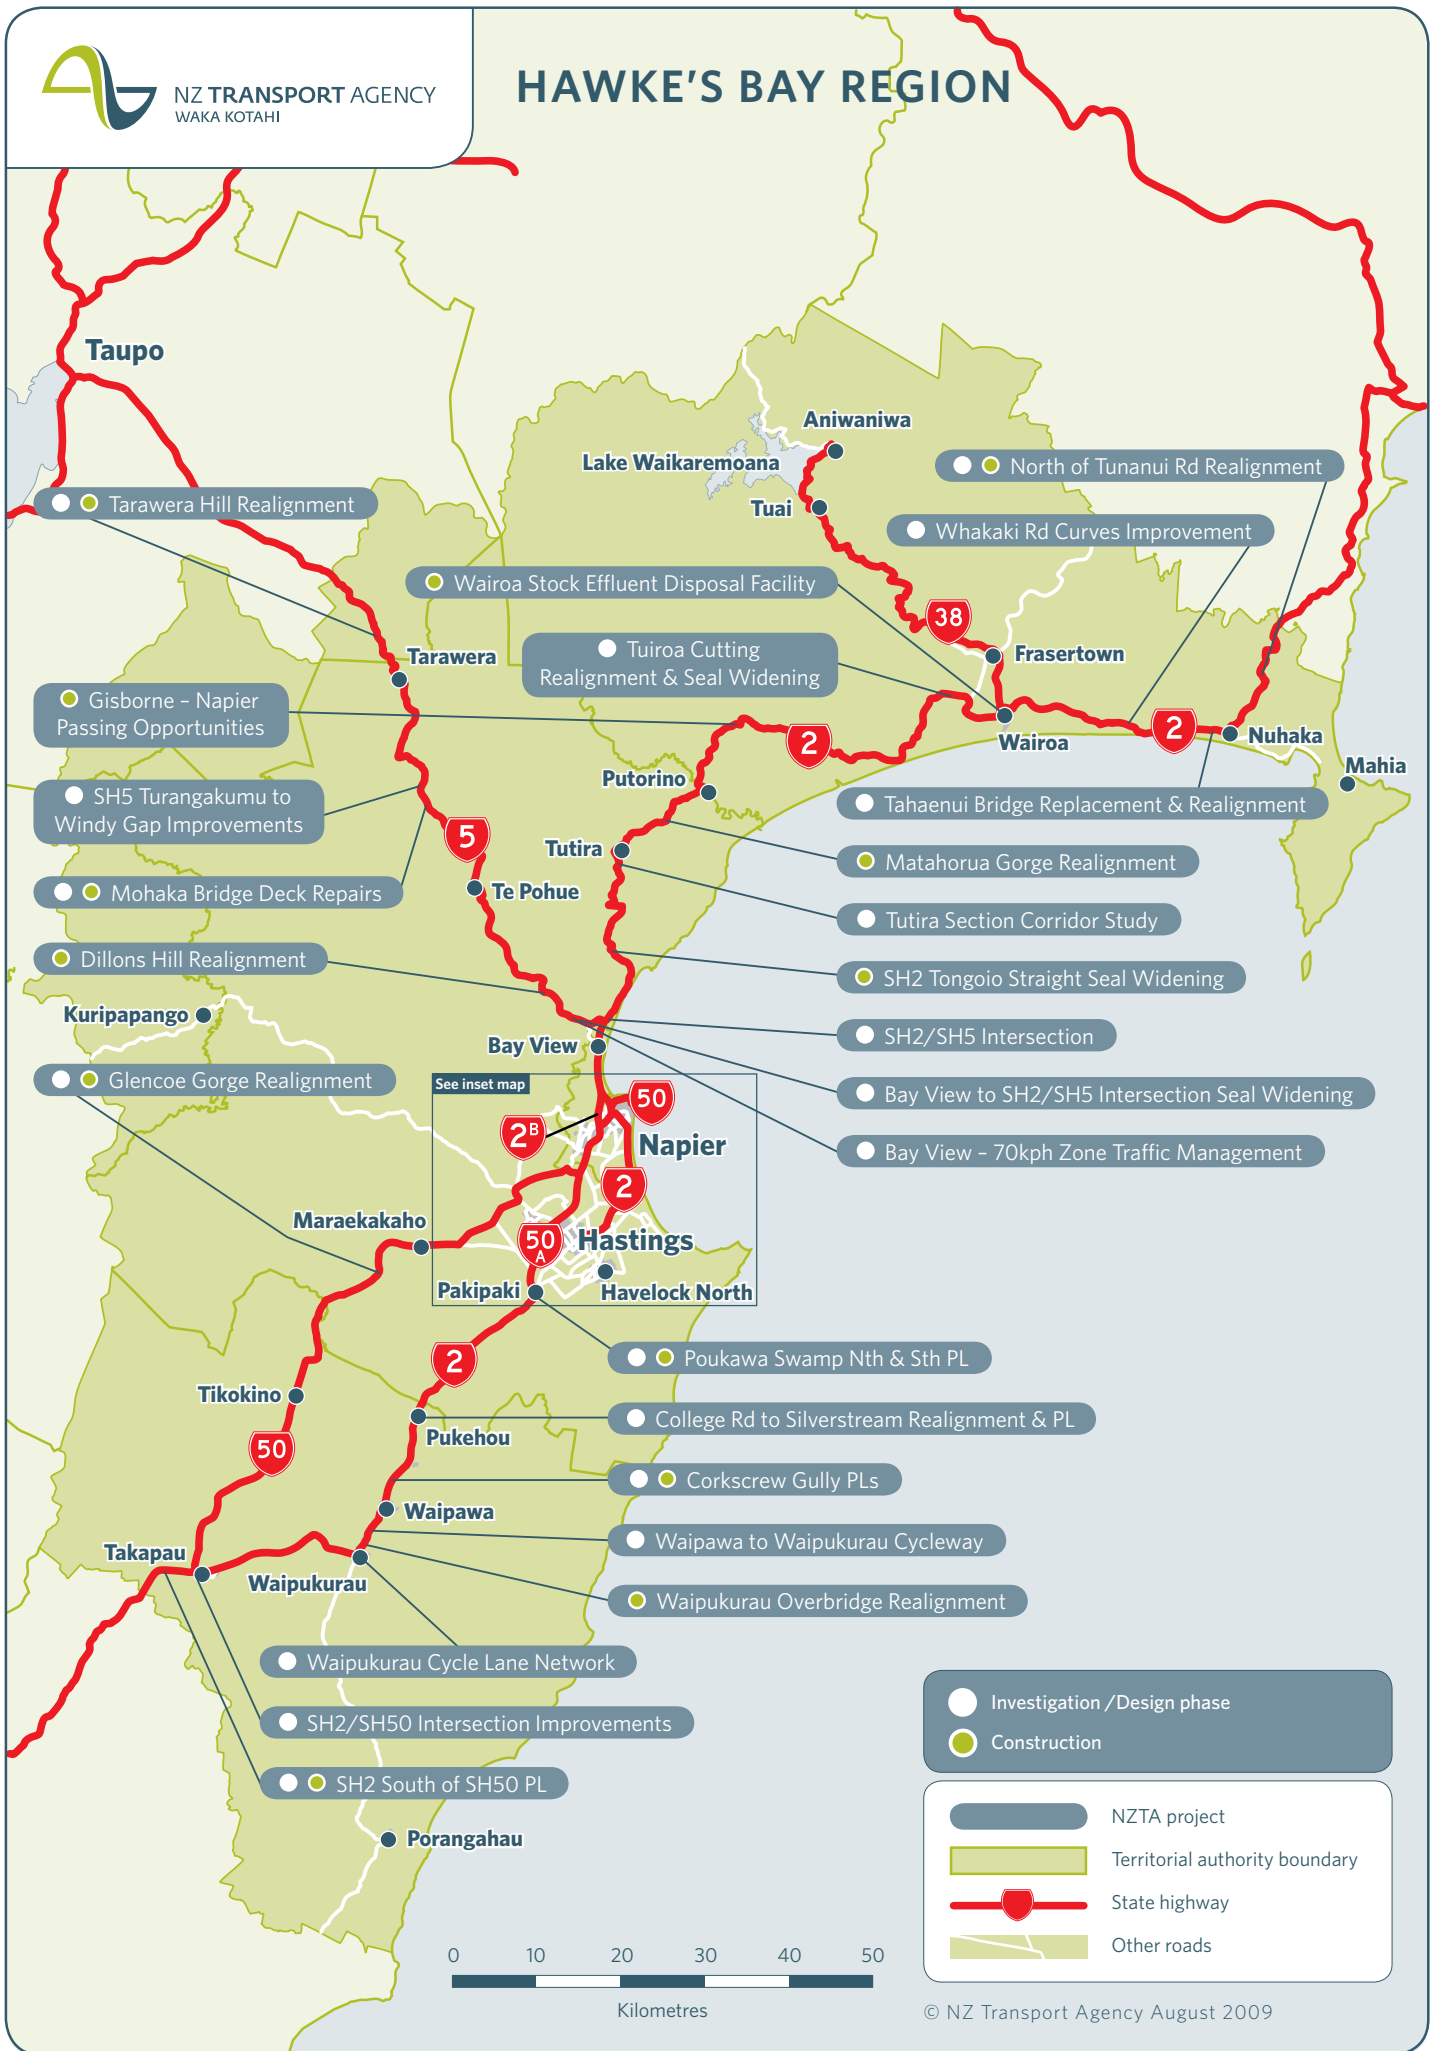 NZ TRANSPORT AGENCY
WAKA KOTAHI
HAWKE'S BAY REGION
Taupo
Aniwaniwa
Lake Waikaremoana
North of Tunanui Rd Realignment
Tarawera Hill Realignment
Tuai
Whakaki Rd Curves Improvement
Wairoa Stock Effluent Disposal Facility
38
Tuiroa Cutting
Realignment & Seal Widening
Frasertown
Tarawera
Gisborne – Napier
Passing Opportunities
2
2
Wairoa
Nuhaka
Mahia
Putorino
SH5 Turangakumu to
Windy Gap Improvements
Tahaenui Bridge Replacement & Realignment
5
Tutira
Matahorua Gorge Realignment
Mohaka Bridge Deck Repairs
Te Pohue
Tutira Section Corridor Study
Dillons Hill Realignment
SH2 Tongoio Straight Seal Widening
Kuripapango
Bay View
SH2/SH5 Intersection
Glencoe Gorge Realignment
See inset map
50
Bay View to SH2/SH5 Intersection Seal Widening
2B
Napier
Bay View – 70kph Zone Traffic Management
2
Maraekakaho
50
A
Hastings
Pakipaki
Havelock North
2
Poukawa Swamp Nth & Sth PL
Tikokino
College Rd to Silverstream Realignment & PL
Pukehou
50
Corkscrew Gully PLs
Waipawa
Waipawa to Waipukurau Cycleway
Takapau
Waipukurau
Waipukurau Overbridge Realignment
Waipukurau Cycle Lane Network
SH2/SH50 Intersection Improvements
SH2 South of SH50 PL
Porangahau
Investigation /Design phase
Construction
NZTA project
Territorial authority boundary
State highway
Other roads
0 10 20 30 40 50
Kilometres
© NZ Transport Agency August 2009